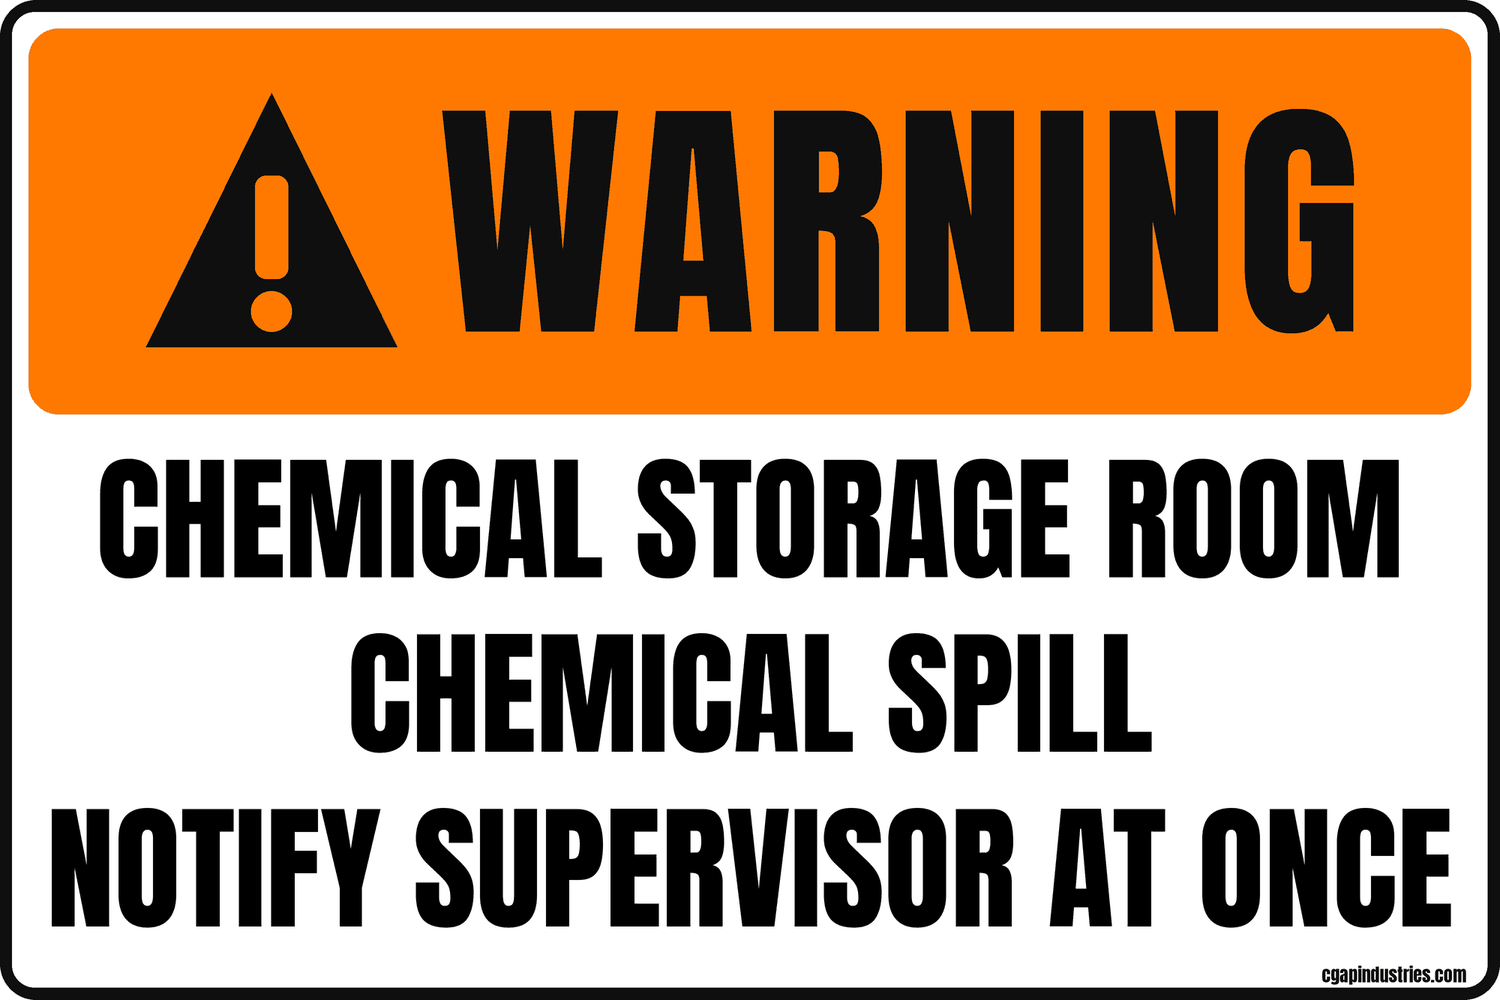 WARNING
CHEMICAL STORAGE ROOM
CHEMICAL SPILL
NOTIFY SUPERVISOR AT ONCE
cgapindustries.com